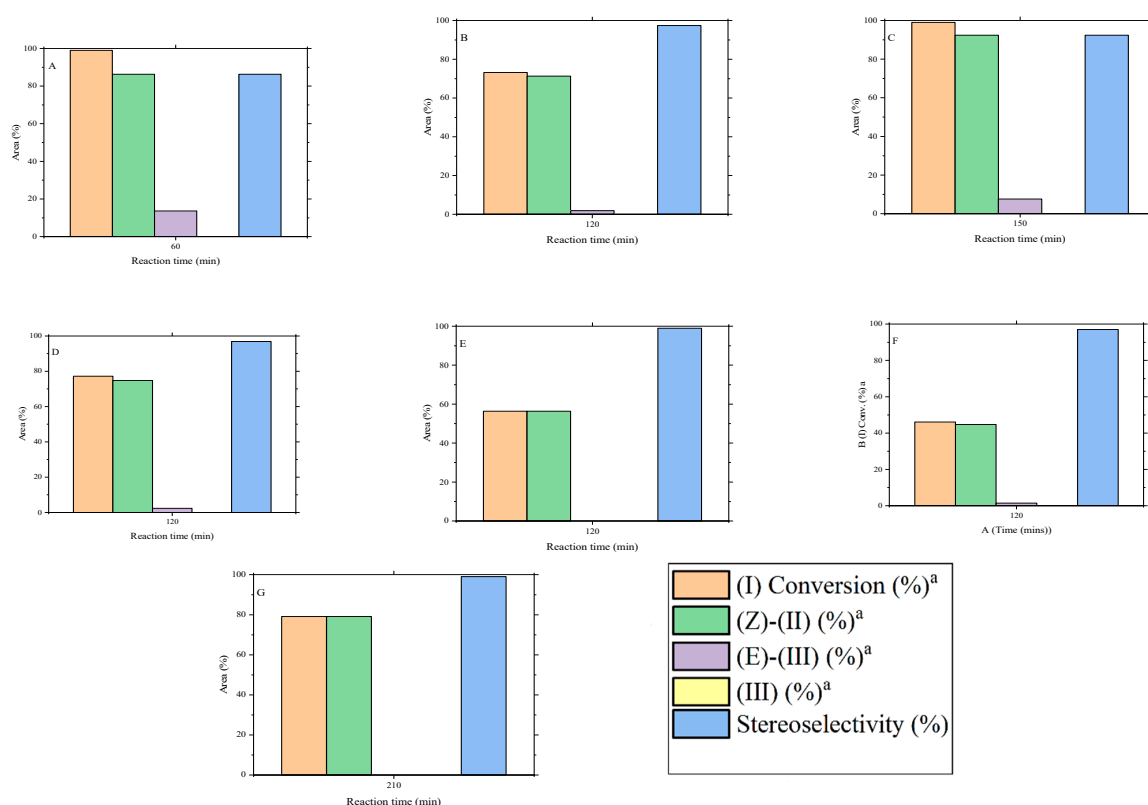 A
100
80
60
40
20
0
Area (%)
60
Reaction time (min)
B
100
80
60
40
20
0
Area (%)
120
Reaction time (min)
C
100
80
60
40
20
0
Area (%)
150
Reaction time (min)
D
100
80
60
40
20
0
Area (%)
120
Reaction time (min)
E
100
80
60
40
20
0
Area (%)
120
Reaction time (min)
F
100
80
60
40
20
0
B (I) Conv. (%) a
120
A (Time (mins))
G
100
80
60
40
20
0
Area (%)
210
Reaction time (min)
(I) Conversion (%)ᵃ
(Z)-(II) (%)ᵃ
(E)-(III) (%)ᵃ
(III) (%)ᵃ
Stereoselectivity (%)